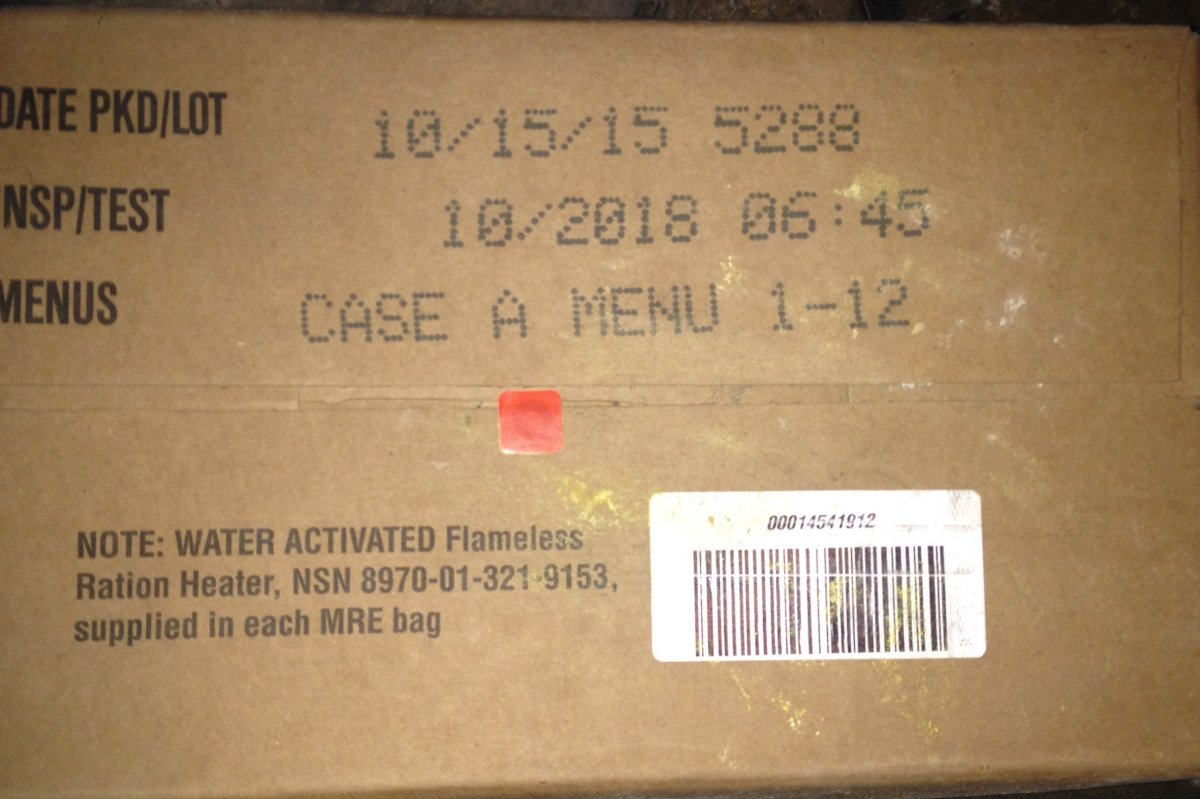 DATE PKD/LOT 10/15/15 5288
NSP/TEST 10/2018 06:45
MENUS CASE A MENU 1-12
NOTE: WATER ACTIVATED Flameless
Ration Heater, NSN 8970-01-321-9153,
supplied in each MRE bag
00014541912